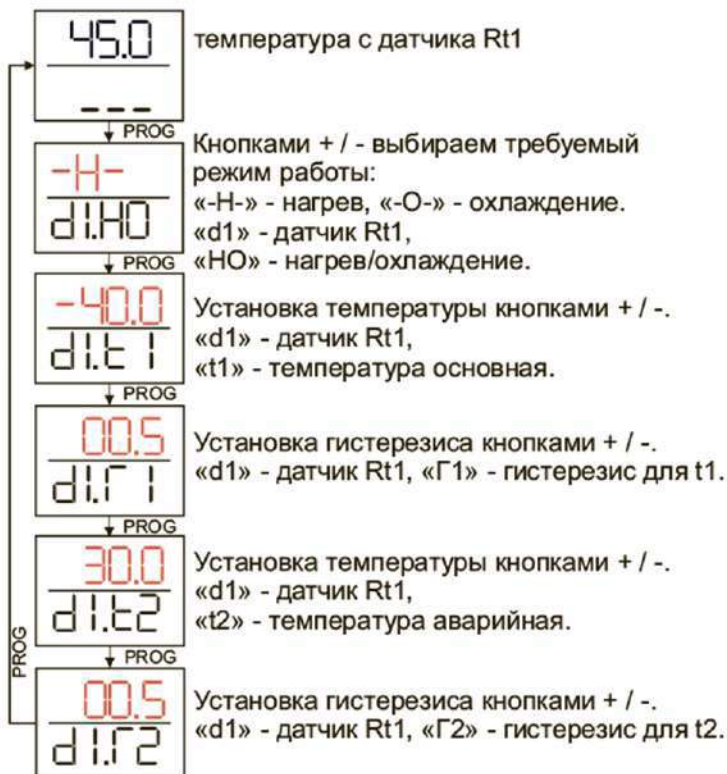 45.0
температура с датчика Rt1
---
PROG
-H-
d1.HO
Кнопками + / - выбираем требуемый
режим работы:
«-Н-» - нагрев, «-О-» - охлаждение.
«d1» - датчик Rt1,
«НО» - нагрев/охлаждение.
PROG
-40.0
d1.t1
Установка температуры кнопками + / -.
«d1» - датчик Rt1,
«t1» - температура основная.
PROG
00.5
d1.Г1
Установка гистерезиса кнопками + / -.
«d1» - датчик Rt1, «Г1» - гистерезис для t1.
PROG
30.0
d1.t2
Установка температуры кнопками + / -.
«d1» - датчик Rt1,
«t2» - температура аварийная.
PROG
PROG
00.5
d1.Г2
Установка гистерезиса кнопками + / -.
«d1» - датчик Rt1, «Г2» - гистерезис для t2.